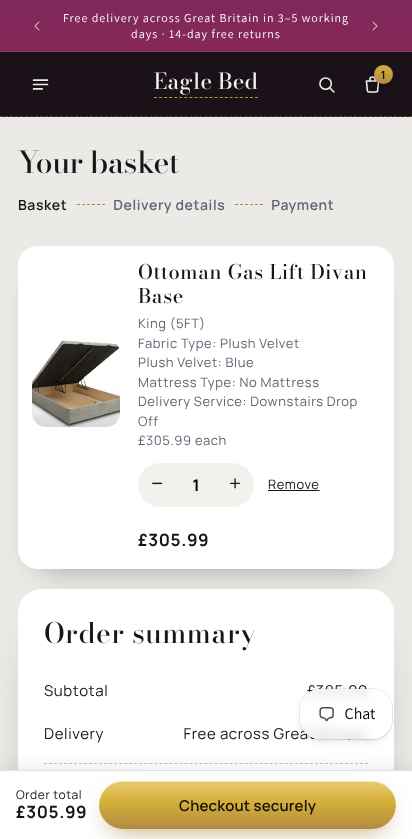 Free delivery across Great Britain in 3–5 working
days · 14-day free returns
Eagle Bed
1
Your basket
Basket
Delivery details
Payment
Ottoman Gas Lift Divan
Base
King (5FT)
Fabric Type: Plush Velvet
Plush Velvet: Blue
Mattress Type: No Mattress
Delivery Service: Downstairs Drop
Off
£305.99 each
− 1 +
Remove
£305.99
Order summary
Subtotal
Chat
Delivery
Free across
Order total
£305.99
Checkout securely